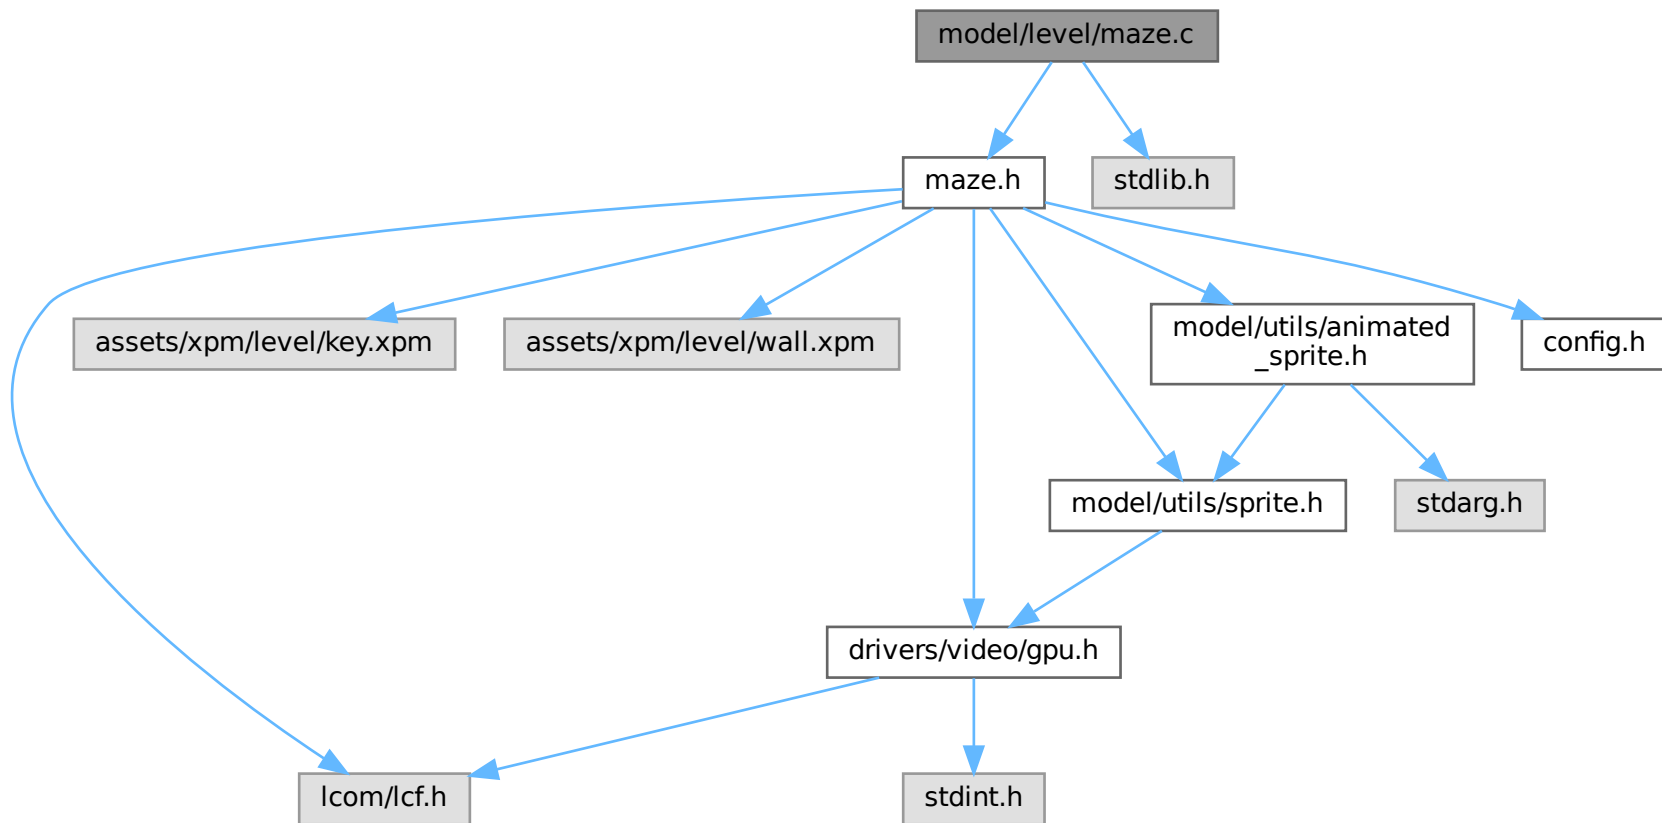 model/level/maze.c
maze.h
stdlib.h
assets/xpm/level/key.xpm
assets/xpm/level/wall.xpm
model/utils/animated
_sprite.h
config.h
model/utils/sprite.h
stdarg.h
drivers/video/gpu.h
lcom/lcf.h
stdint.h